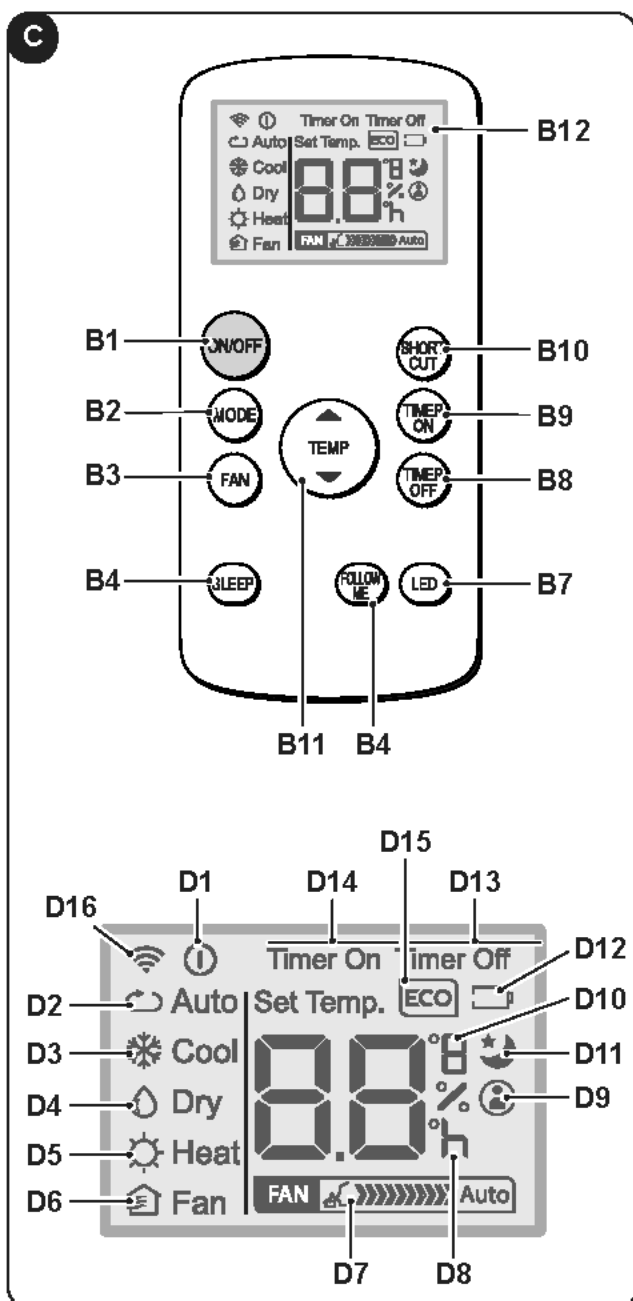 C
Timer On Timer Off
Auto Set Temp. ECO
B12
Cool
88
%
Dry
.
h
Heat
Fan FAN Auto
B1 ON/OFF SHORT CUT B10
B2 MODE TIMER ON B9
TEMP
B3 FAN TIMER OFF B8
B4 SLEEP FOLLOW ME LED B7
B11 B4
D15
D1 D14 D13
D16
Timer On Timer Off D12
D2 Auto Set Temp. ECO D10
D3 Cool 8.8 D11
D4 Dry % D9
D5 Heat h
D6 Fan FAN Auto
D7 D8